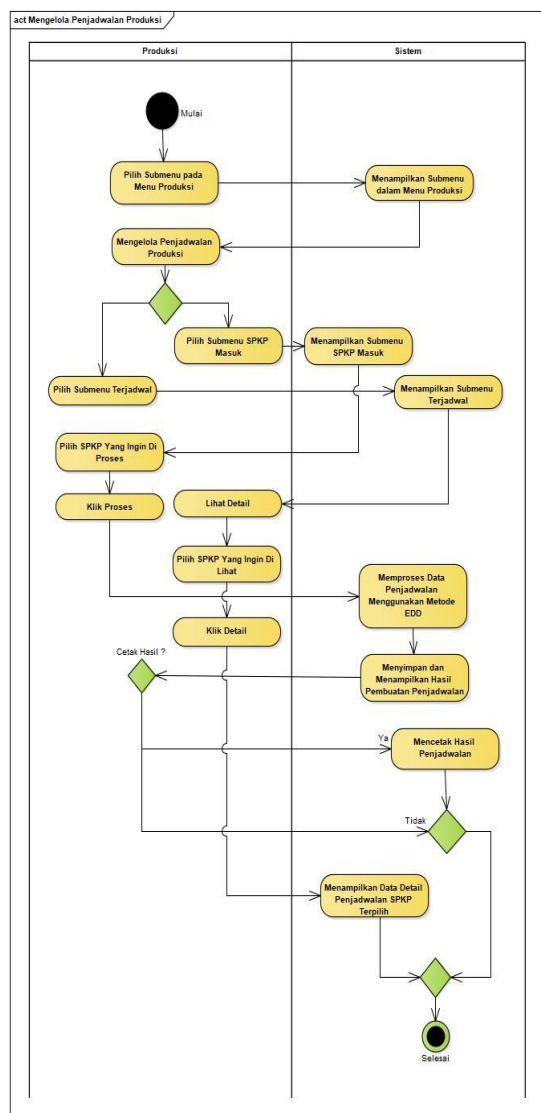 act Mengelola Penjadwalan Produksi
Produksi
Sistem
Mulai
Pilih Submenu pada
Menu Produksi
Menampilkan Submenu
dalam Menu Produksi
Mengelola Penjadwalan
Produksi
Pilih Submenu SPKP
Masuk
Menampilkan Submenu
SPKP Masuk
Pilih Submenu Terjadwal
Menampilkan Submenu
Terjadwal
Pilih SPKP Yang Ingin Di
Proses
Klik Proses
Lihat Detail
Pilih SPKP Yang Ingin Di
Lihat
Memproses Data
Penjadwalan
Menggunakan Metode
EDD
Klik Detail
Cetak Hasil ?
Menyimpan dan
Menampilkan Hasil
Pembuatan Penjadwalan
Ya
Mencetak Hasil
Penjadwalan
Tidak
Menampilkan Data Detail
Penjadwalan SPKP
Terpilih
Selesai